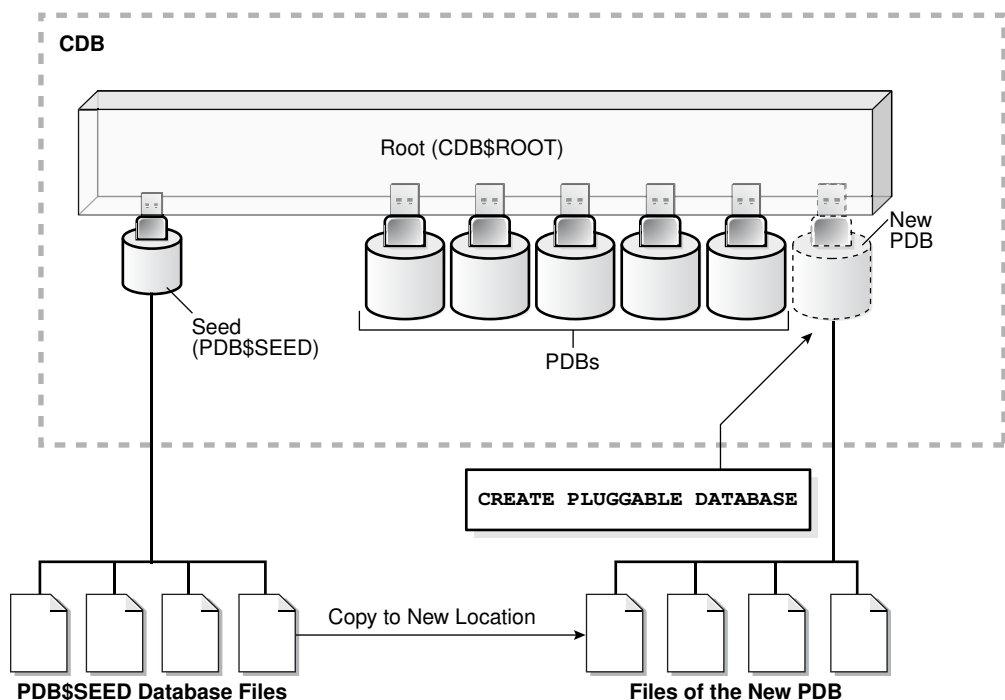 CDB
Root (CDB$ROOT)
New
PDB
Seed
(PDB$SEED)
PDBs
CREATE PLUGGABLE DATABASE
Copy to New Location
PDB$SEED Database Files
Files of the New PDB